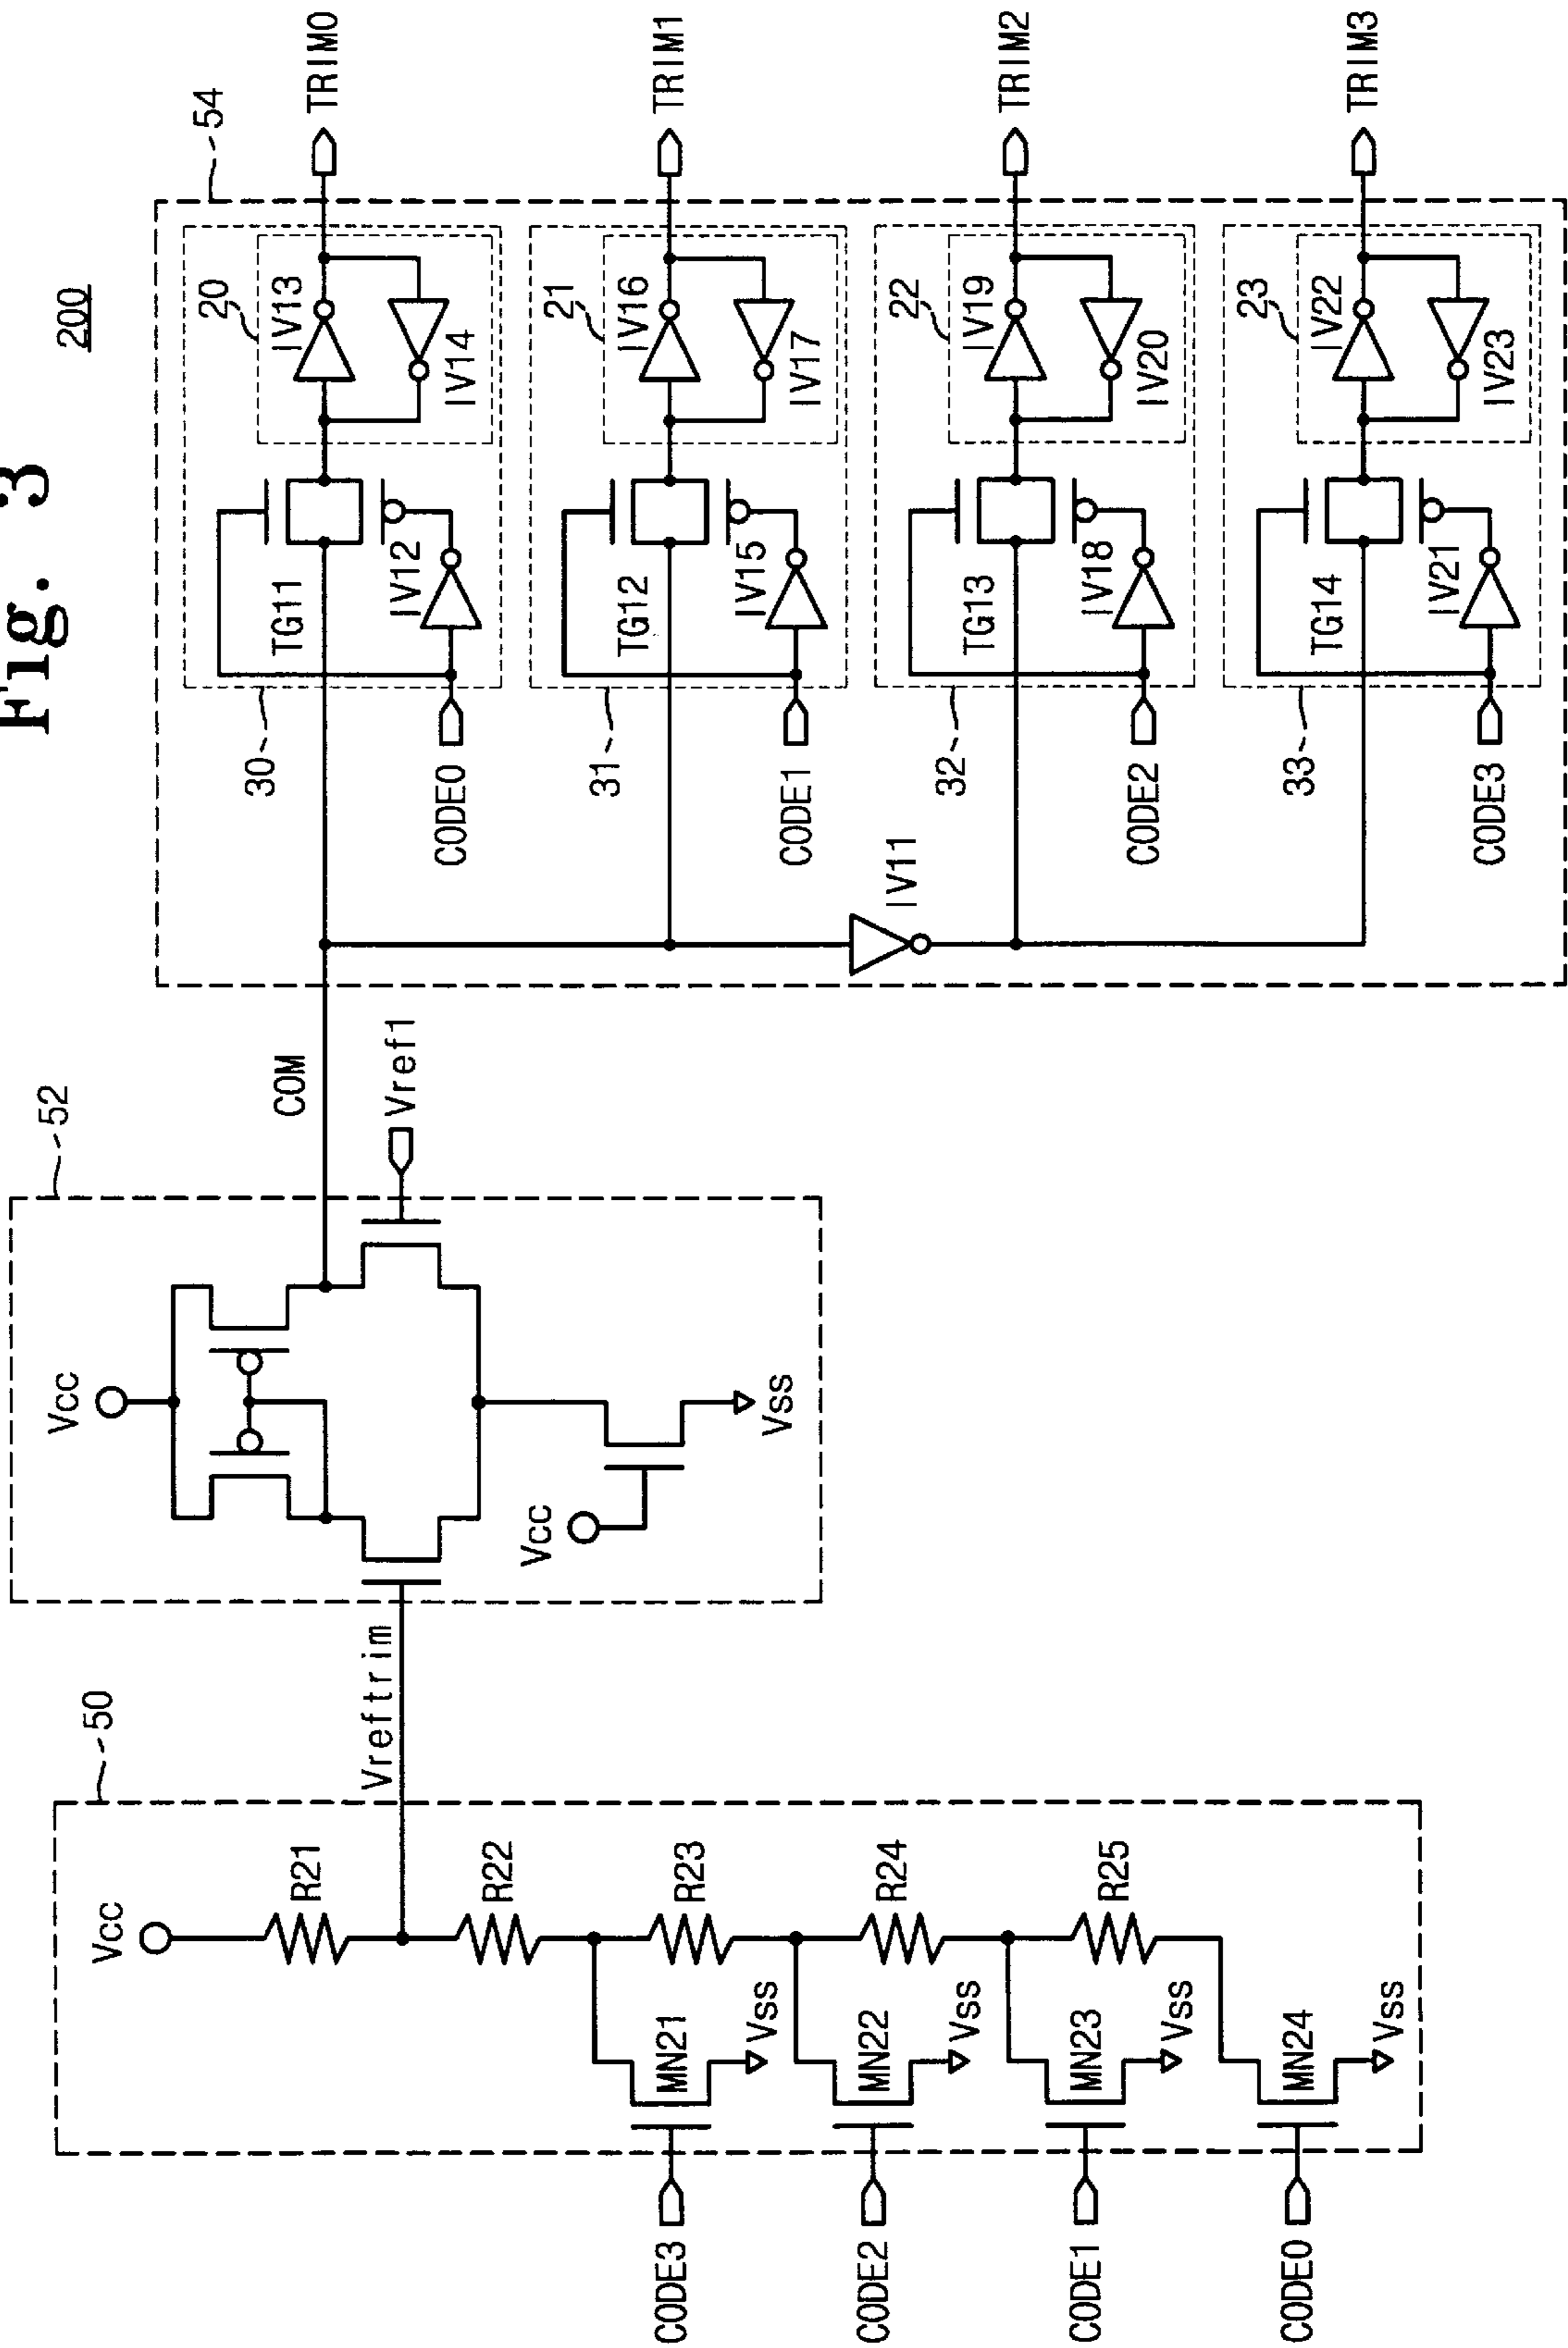 Fig. 3
200
50
Vcc
R21
Vreftrim
R22
R23
R24
R25
MN21
Vss
MN22
Vss
MN23
Vss
MN24
Vss
CODE3
CODE2
CODE1
CODE0
52
Vcc
Vcc
Vss
Vref1
COM
54
30
TG11
IV12
CODE0
20
IV13
IV14
TRIM0
31
TG12
IV15
CODE1
21
IV16
IV17
TRIM1
IV11
32
TG13
IV18
CODE2
22
IV19
IV20
TRIM2
33
TG14
IV21
CODE3
23
IV22
IV23
TRIM3